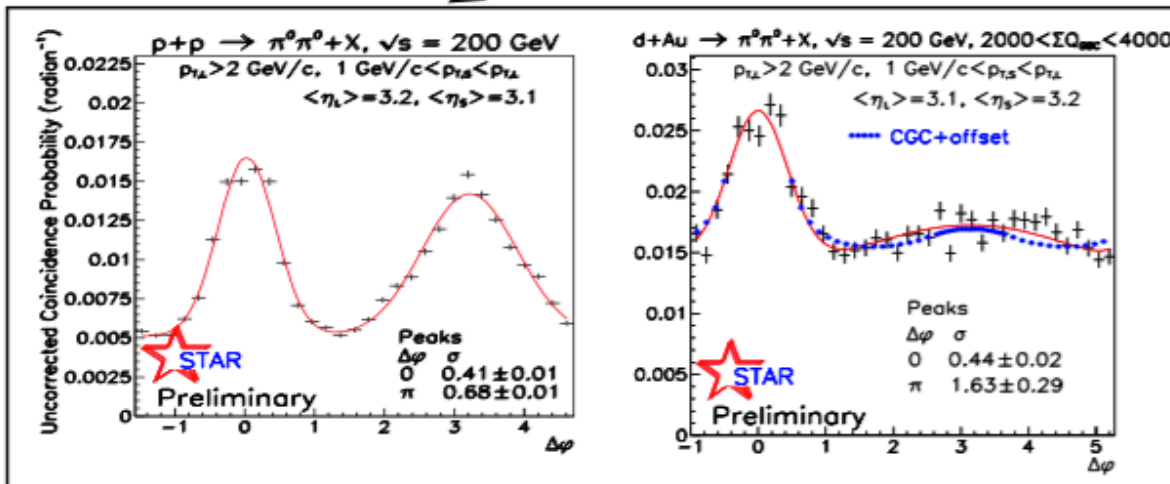 p+p → π⁰π⁰+X, √s = 200 GeV
p_T,L>2 GeV/c, 1 GeV/c<p_T,S<p_T,L
<η_L>=3.2, <η_S>=3.1
Uncorrected Coincidence Probability (radian⁻¹)
0.0225
0.02
0.0175
0.015
0.0125
0.01
0.0075
0.005
0.0025
0
-1 0 1 2 3 4
Δφ
STAR
Preliminary
Peaks
Δφ σ
0 0.41±0.01
π 0.68±0.01
d+Au → π⁰π⁰+X, √s = 200 GeV, 2000<ΣQ_BBC<4000
p_T,L>2 GeV/c, 1 GeV/c<p_T,S<p_T,L
<η_L>=3.1, <η_S>=3.2
CGC+offset
0.03
0.025
0.02
0.015
0.01
0.005
0
-1 0 1 2 3 4 5
Δφ
STAR
Preliminary
Peaks
Δφ σ
0 0.44±0.02
π 1.63±0.29